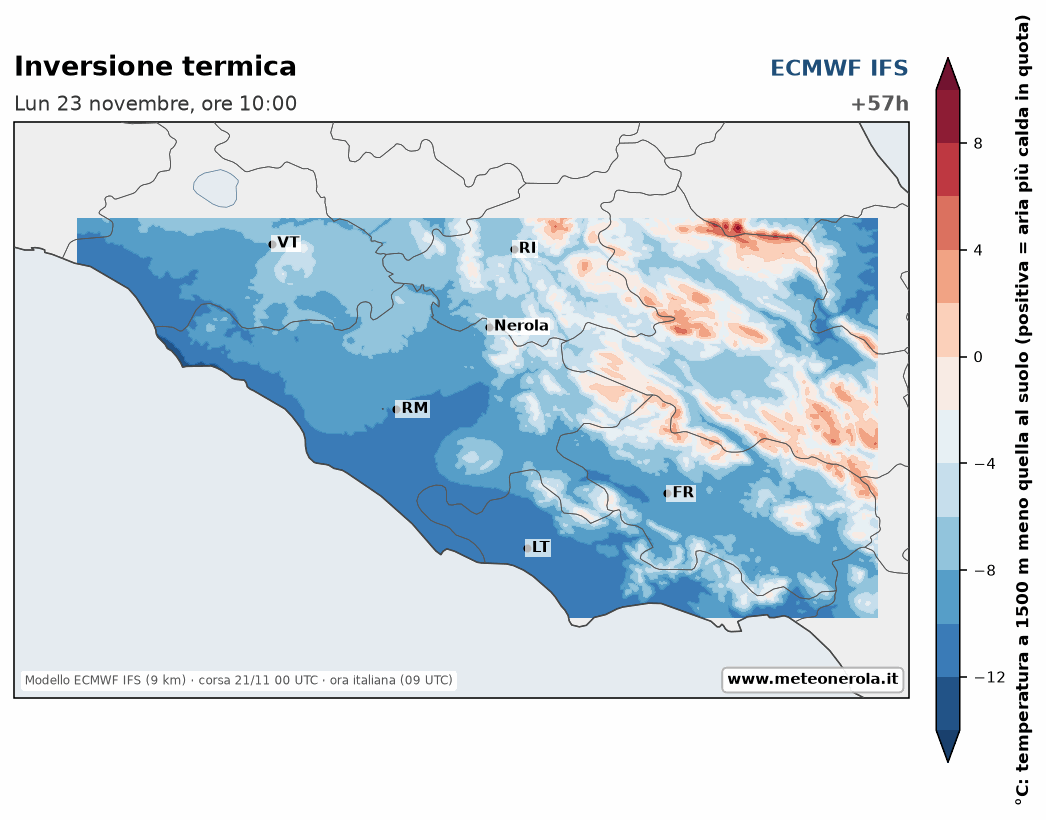 Inversione termica
ECMWF IFS
Lun 23 novembre, ore 10:00
+57h
VT
RI
Nerola
RM
FR
LT
Modello ECMWF IFS (9 km) · corsa 21/11 00 UTC · ora italiana (09 UTC)
www.meteonerola.it
8
4
0
−4
−8
−12
°C: temperatura a 1500 m meno quella al suolo (positiva = aria più calda in quota)